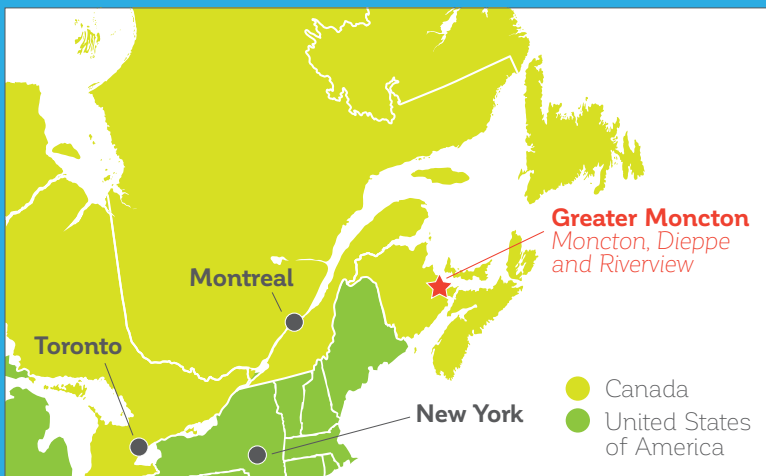 Greater Moncton
Moncton, Dieppe
and Riverview
Montreal
Toronto
New York
Canada
United States
of America